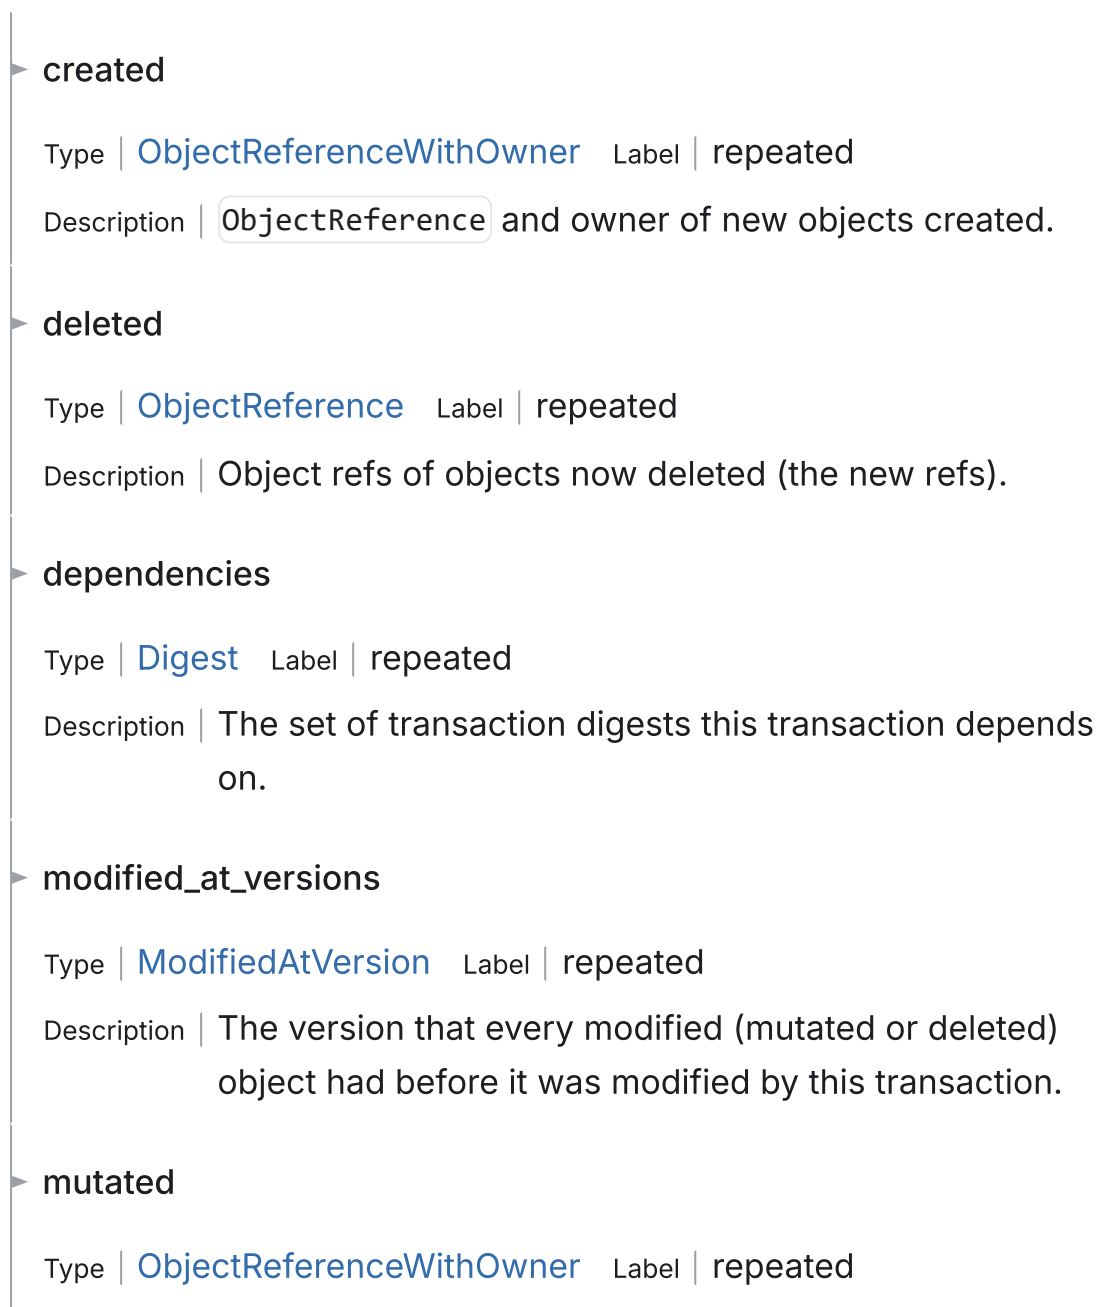 created
Type ObjectReferenceWithOwner Label repeated
Description ObjectReference and owner of new objects created.
deleted
Type ObjectReference Label repeated
Description Object refs of objects now deleted (the new refs).
dependencies
Type Digest Label repeated
Description The set of transaction digests this transaction depends
on.
modified_at_versions
Type ModifiedAtVersion Label repeated
Description The version that every modified (mutated or deleted)
object had before it was modified by this transaction.
mutated
Type ObjectReferenceWithOwner Label repeated